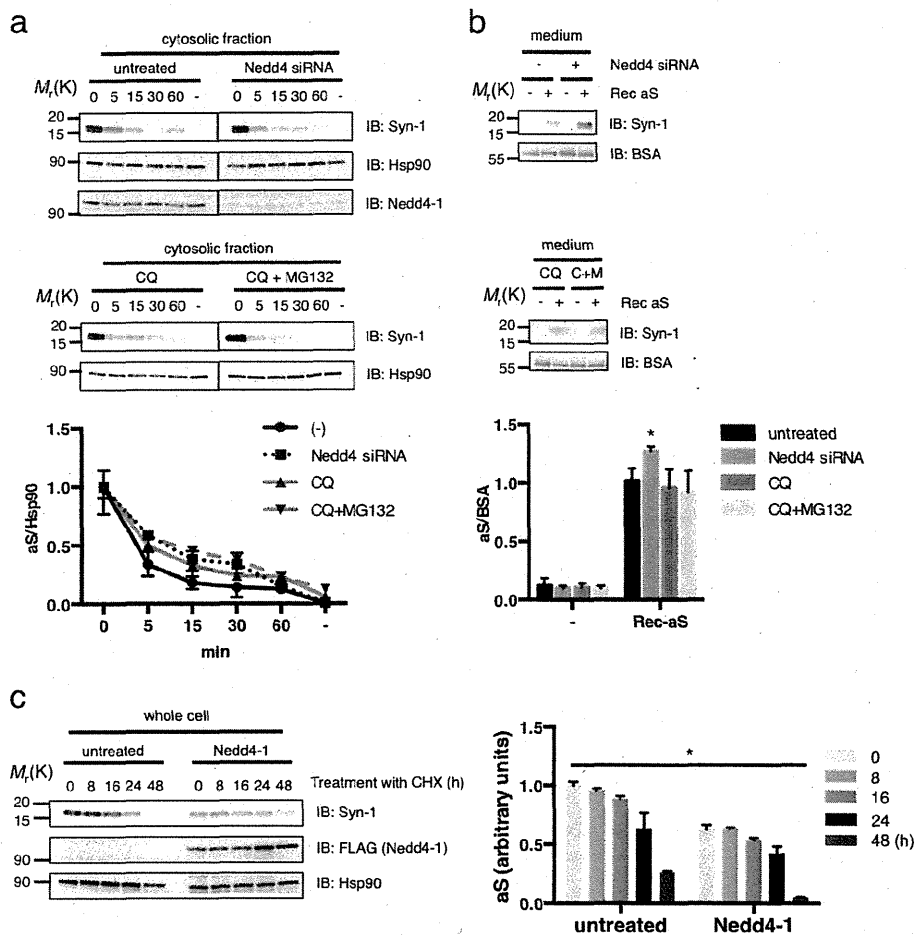 a
cytosolic fraction
untreated Nedd4 siRNA
Mr(K) 0 5 15 30 60 - 0 5 15 30 60 -
20
15
IB: Syn-1
90
IB: Hsp90
90
IB: Nedd4-1
cytosolic fraction
CQ CQ + MG132
Mr(K) 0 5 15 30 60 - 0 5 15 30 60 -
20
15
IB: Syn-1
90
IB: Hsp90
1.5
1.0
0.5
0.0
aS/Hsp90
0 5 15 30 60 -
min
(-)
Nedd4 siRNA
CQ
CQ+MG132
b
medium
- + Nedd4 siRNA
Mr(K) - + - + Rec aS
20
15
IB: Syn-1
55
IB: BSA
medium
CQ C+M
Mr(K) - + - + Rec aS
20
15
IB: Syn-1
55
IB: BSA
1.5
1.0
0.5
0.0
aS/BSA
*
- Rec-aS
untreated
Nedd4 siRNA
CQ
CQ+MG132
c
whole cell
untreated Nedd4-1
Mr(K) 0 8 16 24 48 0 8 16 24 48 Treatment with CHX (h)
20
15
IB: Syn-1
90
IB: FLAG (Nedd4-1)
90
IB: Hsp90
1.5
1.0
0.5
0.0
aS (arbitrary units)
*
untreated Nedd4-1
0
8
16
24
48 (h)